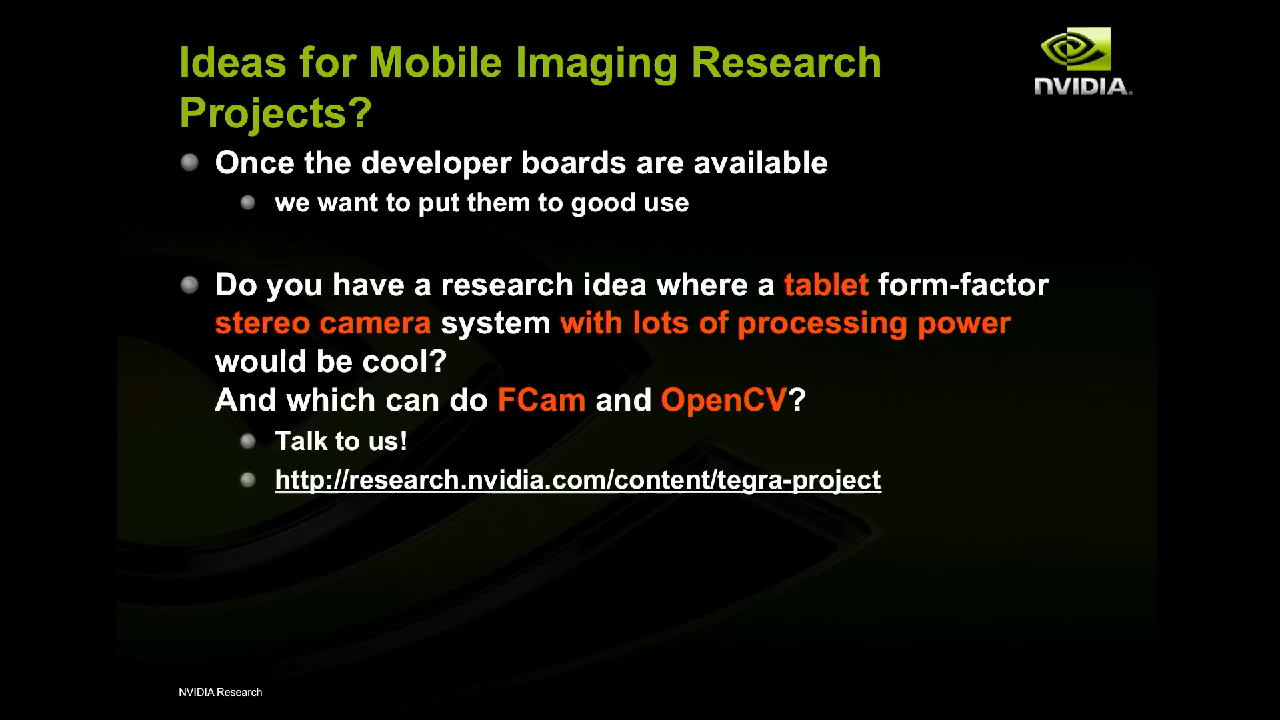 Ideas for Mobile Imaging Research
Projects?
NVIDIA.
Once the developer boards are available
we want to put them to good use
Do you have a research idea where a tablet form-factor
stereo camera system with lots of processing power
would be cool?
And which can do FCam and OpenCV?
Talk to us!
http://research.nvidia.com/content/tegra-project
NVIDIA Research